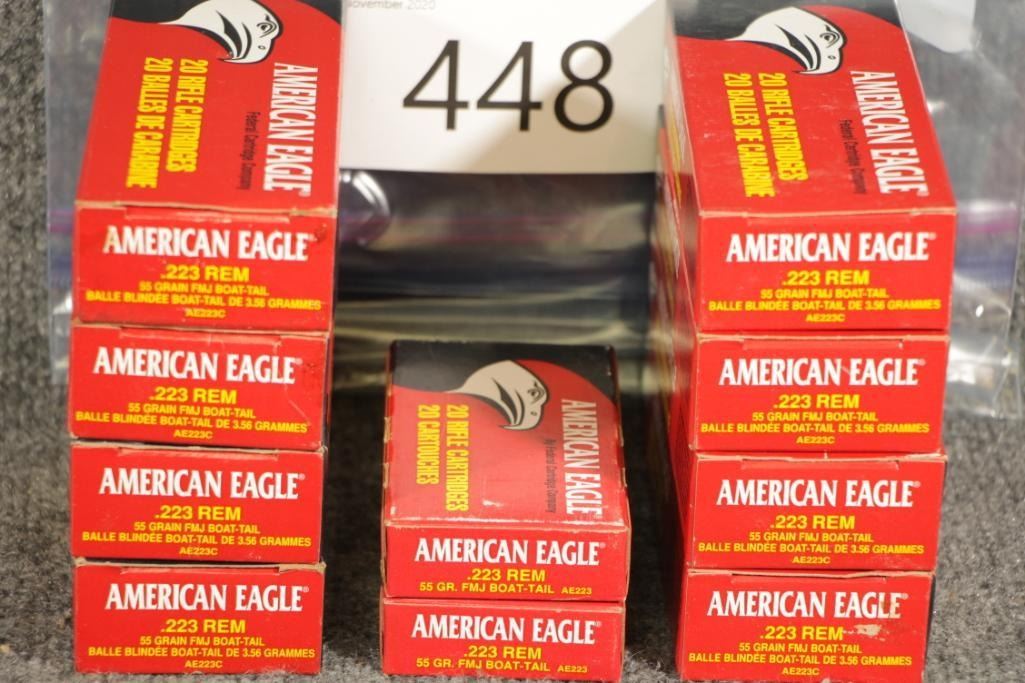 November 2020
448
AMERICAN EAGLE®
Federal Cartridge Company
20 RIFLE CARTRIDGES
20 BALLES DE CARABINE
AMERICAN EAGLE®
.223 REM
55 GRAIN FMJ BOAT-TAIL
BALLE BLINDÉE BOAT-TAIL DE 3.56 GRAMMES
AE223C
AMERICAN EAGLE®
.223 REM
55 GRAIN FMJ BOAT-TAIL
BALLE BLINDÉE BOAT-TAIL DE 3.56 GRAMMES
AE223C
AMERICAN EAGLE®
.223 REM
55 GRAIN FMJ BOAT-TAIL
BALLE BLINDÉE BOAT-TAIL DE 3.56 GRAMMES
AE223C
AMERICAN EAGLE®
.223 REM
55 GRAIN FMJ BOAT-TAIL
BALLE BLINDÉE BOAT-TAIL DE 3.56 GRAMMES
AE223C
AMERICAN EAGLE®
By Federal Cartridge Company
20 RIFLE CARTRIDGES
20 CARTOUCHES
AMERICAN EAGLE®
.223 REM
55 GR. FMJ BOAT-TAIL AE223
AMERICAN EAGLE®
.223 REM
55 GR. FMJ BOAT-TAIL AE223
AMERICAN EAGLE®
Federal Cartridge Company
20 RIFLE CARTRIDGES
20 BALLES DE CARABINE
AMERICAN EAGLE®
.223 REM
55 GRAIN FMJ BOAT-TAIL
BALLE BLINDÉE BOAT-TAIL DE 3.56 GRAMMES
AE223C
AMERICAN EAGLE®
.223 REM
55 GRAIN FMJ BOAT-TAIL
BALLE BLINDÉE BOAT-TAIL DE 3.56 GRAMMES
AE223C
AMERICAN EAGLE®
.223 REM
55 GRAIN FMJ BOAT-TAIL
BALLE BLINDÉE BOAT-TAIL DE 3.56 GRAMMES
AE223C
AMERICAN EAGLE®
.223 REM
55 GRAIN FMJ BOAT-TAIL
BALLE BLINDÉE BOAT-TAIL DE 3.56 GRAMMES
AE223C